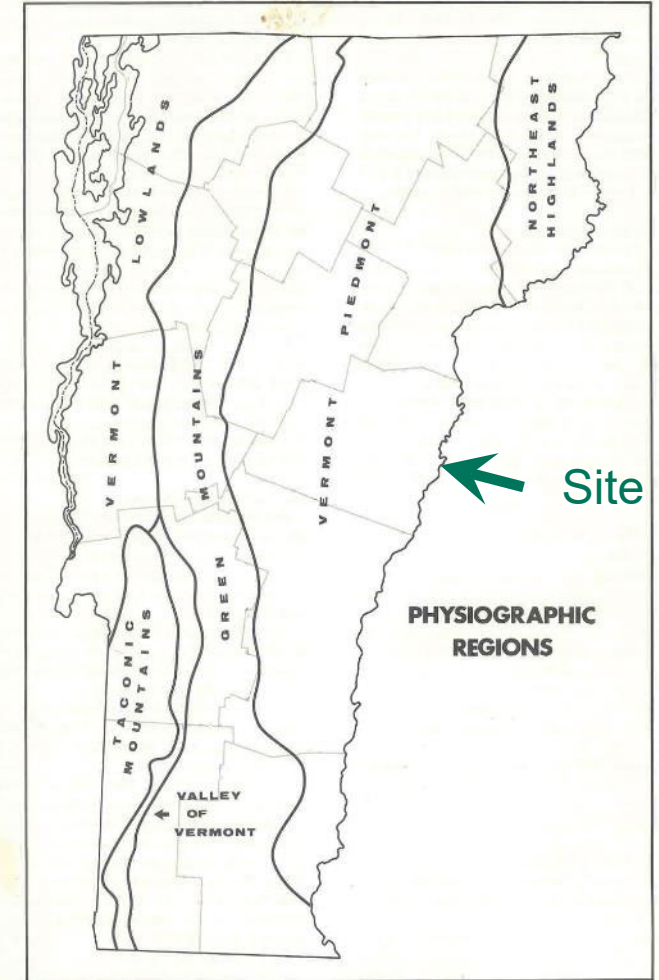 LOWLANDS
NORTHEAST
HIGHLANDS
PIEDMONT
VERMONT
MOUNTAINS
VERMONT
Site
GREEN
PHYSIOGRAPHIC
REGIONS
TACONIC
MOUNTAINS
VALLEY
OF
VERMONT